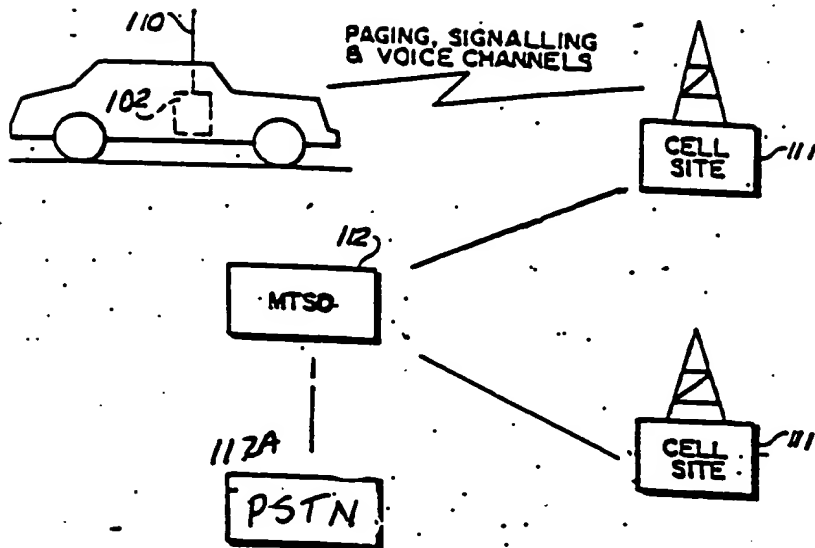 110
PAGING, SIGNALLING
& VOICE CHANNELS
102
CELL
SITE
111
112
MTSO
112A
PSTN
CELL
SITE
111